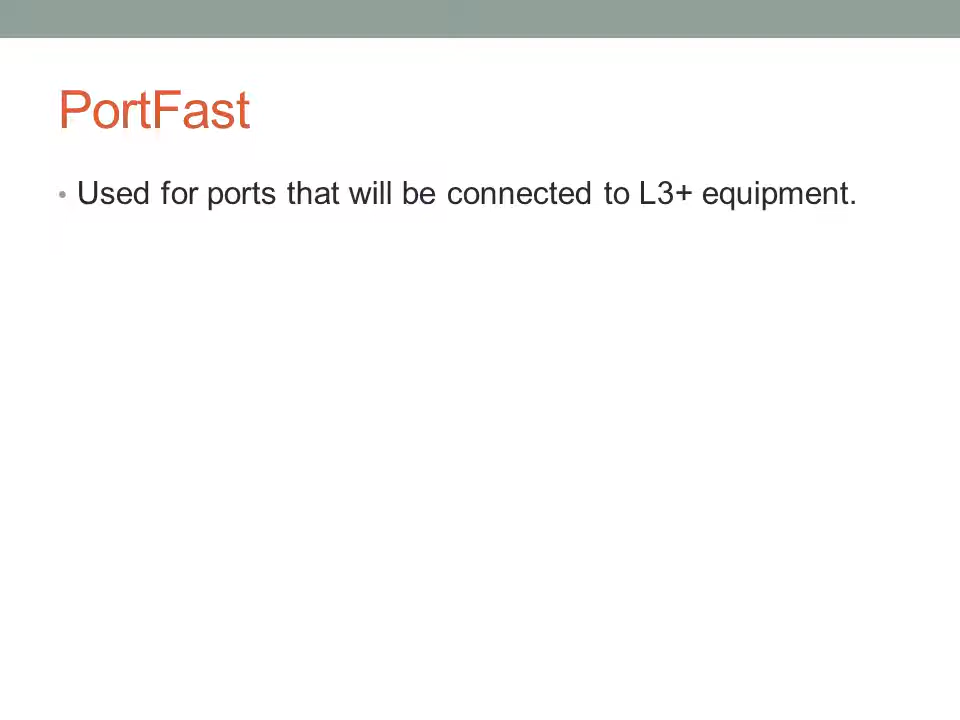 PortFast
• Used for ports that will be connected to L3+ equipment.